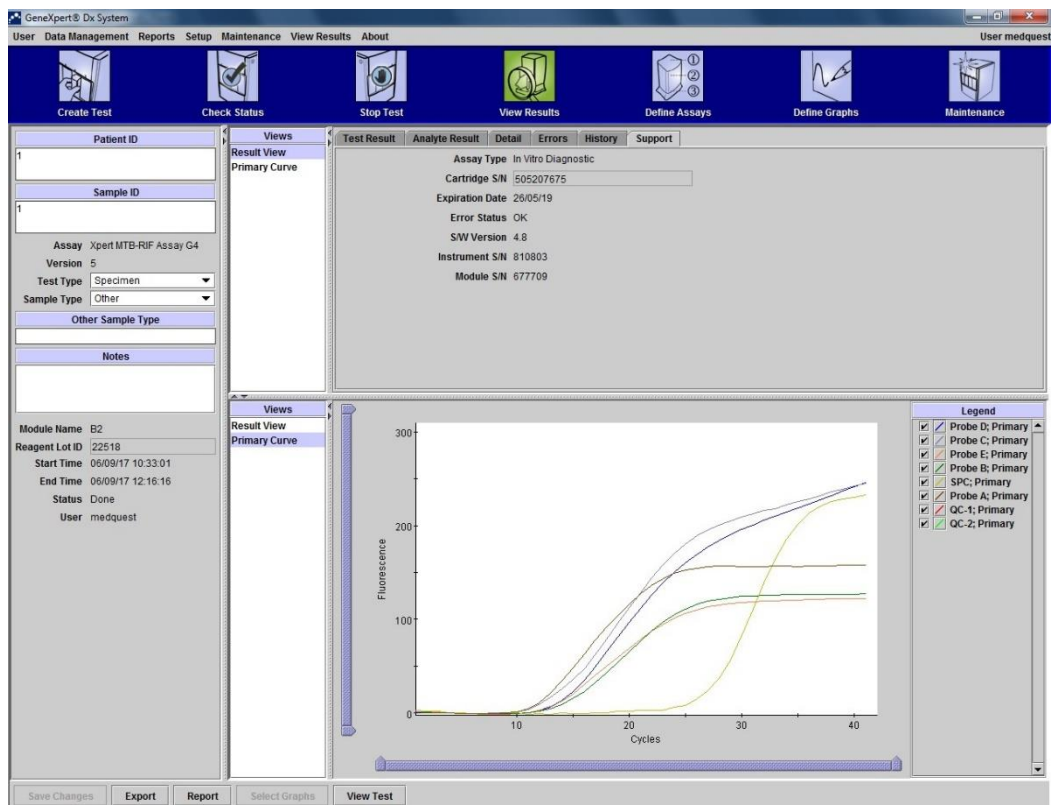 GeneXpert® Dx System
User Data Management Reports Setup Maintenance View Results About
User medquest
Create Test
Check Status
Stop Test
View Results
① ② ③
Define Assays
Define Graphs
Maintenance
Patient ID
1
Sample ID
1
Assay Xpert MTB-RIF Assay G4
Version 5
Test Type Specimen
Sample Type Other
Other Sample Type
Notes
Module Name B2
Reagent Lot ID 22518
Start Time 06/09/17 10:33:01
End Time 06/09/17 12:16:16
Status Done
User medquest
Views
Result View
Primary Curve
Test Result Analyte Result Detail Errors History Support
Assay Type In Vitro Diagnostic
Cartridge S/N 505207675
Expiration Date 26/05/19
Error Status OK
S/W Version 4.8
Instrument S/N 810803
Module S/N 677709
Views
Result View
Primary Curve
300
200
100
0
Fluorescence
10 20 30 40
Cycles
Legend
Probe D; Primary
Probe C; Primary
Probe E; Primary
Probe B; Primary
SPC; Primary
Probe A; Primary
QC-1; Primary
QC-2; Primary
Save Changes Export Report Select Graphs View Test